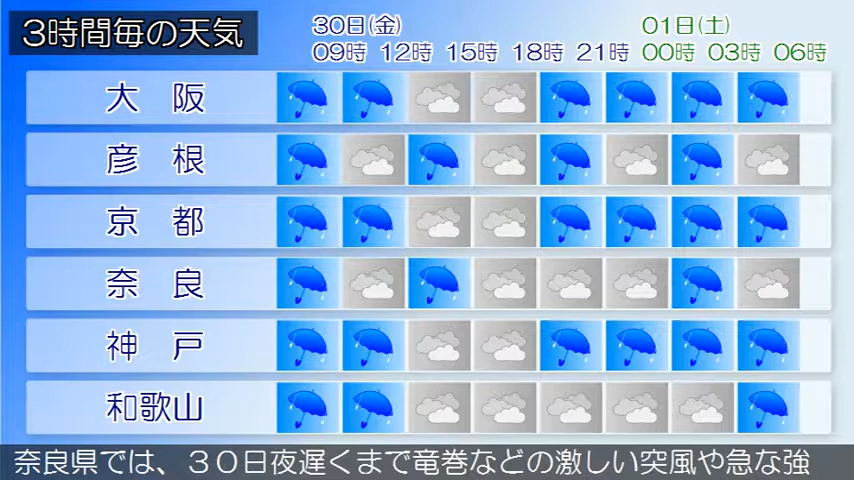 3時間毎の天気
30日(金) 01日(土)
09時 12時 15時 18時 21時 00時 03時 06時
大 阪
彦 根
京 都
奈 良
神 戸
和歌山
奈良県では、３０日夜遅くまで竜巻などの激しい突風や急な強